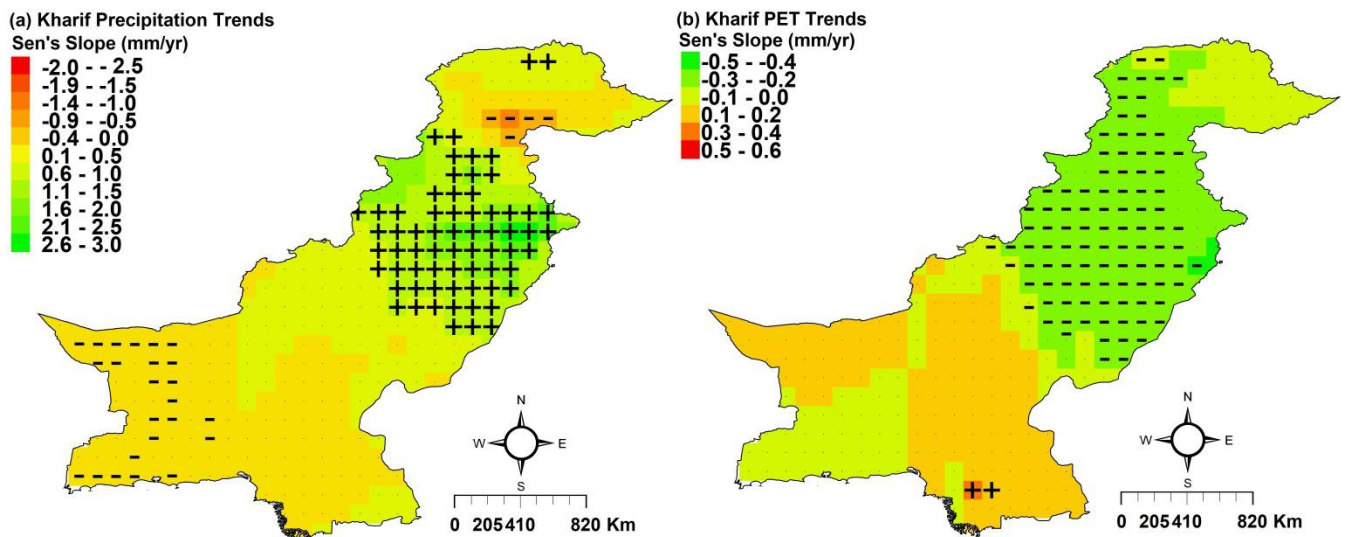 (a) Kharif Precipitation Trends
Sen's Slope (mm/yr)
-2.0 - - 2.5
-1.9 - -1.5
-1.4 - -1.0
-0.9 - -0.5
-0.4 - 0.0
0.1 - 0.5
0.6 - 1.0
1.1 - 1.5
1.6 - 2.0
2.1 - 2.5
2.6 - 3.0
N
W E
S
0 205 410 820 Km
(b) Kharif PET Trends
Sen's Slope (mm/yr)
-0.5 - -0.4
-0.3 - -0.2
-0.1 - 0.0
0.1 - 0.2
0.3 - 0.4
0.5 - 0.6
N
W E
S
0 205 410 820 Km